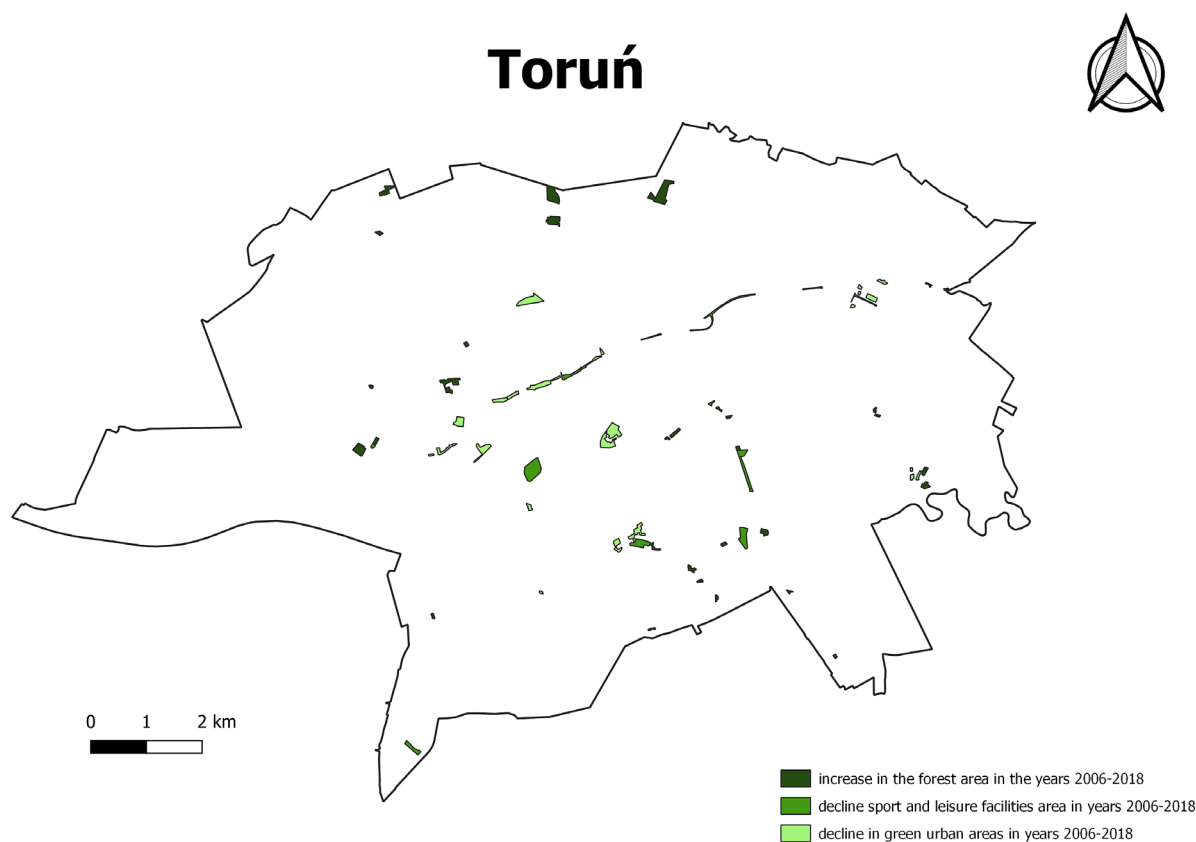 Toruń
0 1 2 km
increase in the forest area in the years 2006-2018
decline sport and leisure facilities area in years 2006-2018
decline in green urban areas in years 2006-2018